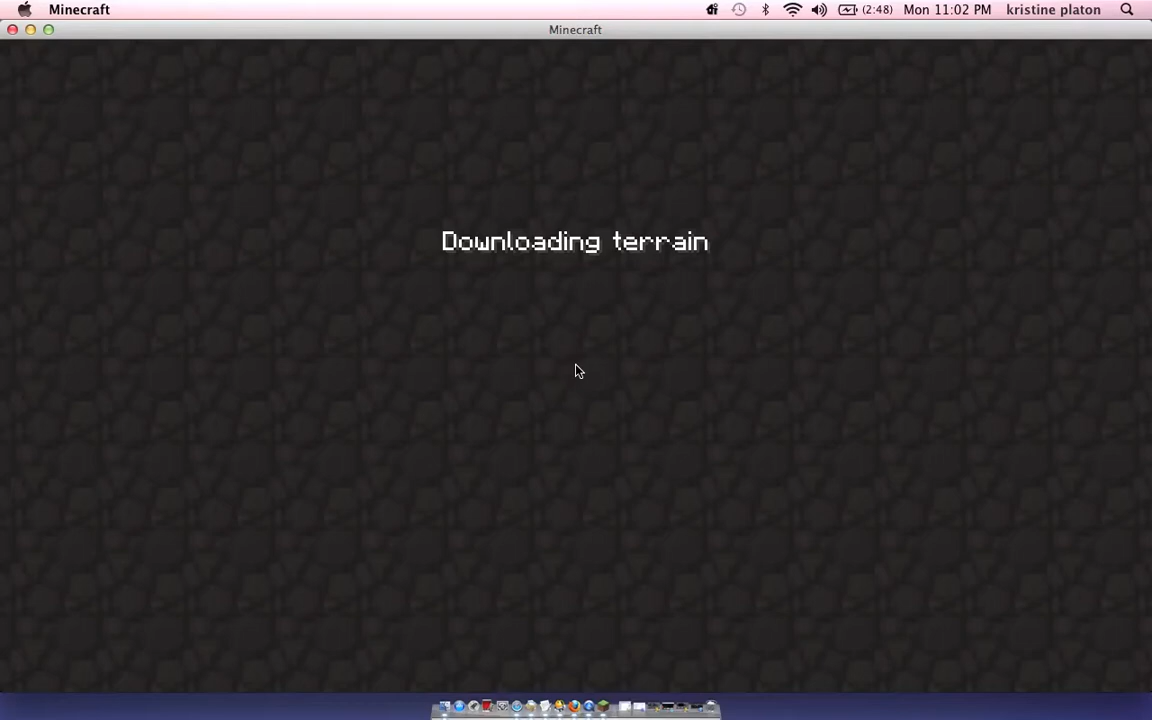 Minecraft (2:48) Mon 11:02 PM kristine platon
Minecraft
Downloading terrain